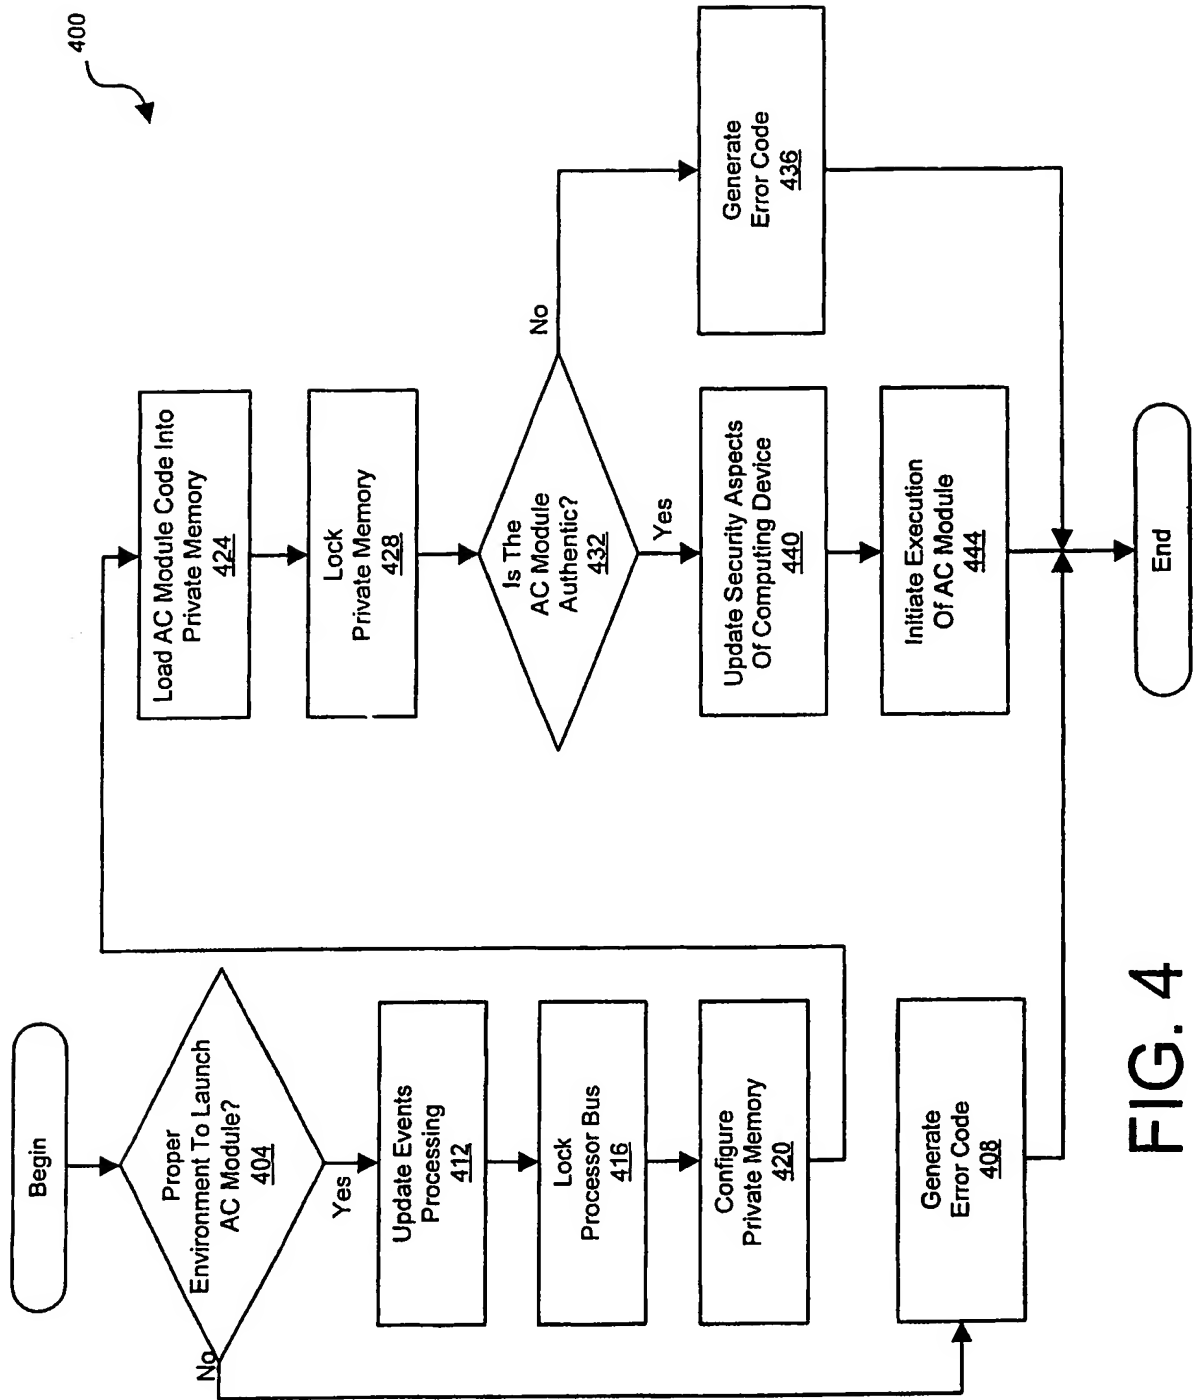 400
Begin
Proper
Environment To Launch
AC Module?
404
No
Yes
Update Events
Processing
412
Lock
Processor Bus
416
Configure
Private Memory
420
Generate
Error Code
408
Load AC Module Code Into
Private Memory
424
Lock
Private Memory
428
Is The
AC Module
Authentic?
432
No
Yes
Generate
Error Code
436
Update Security Aspects
Of Computing Device
440
Initiate Execution
Of AC Module
444
End
FIG. 4